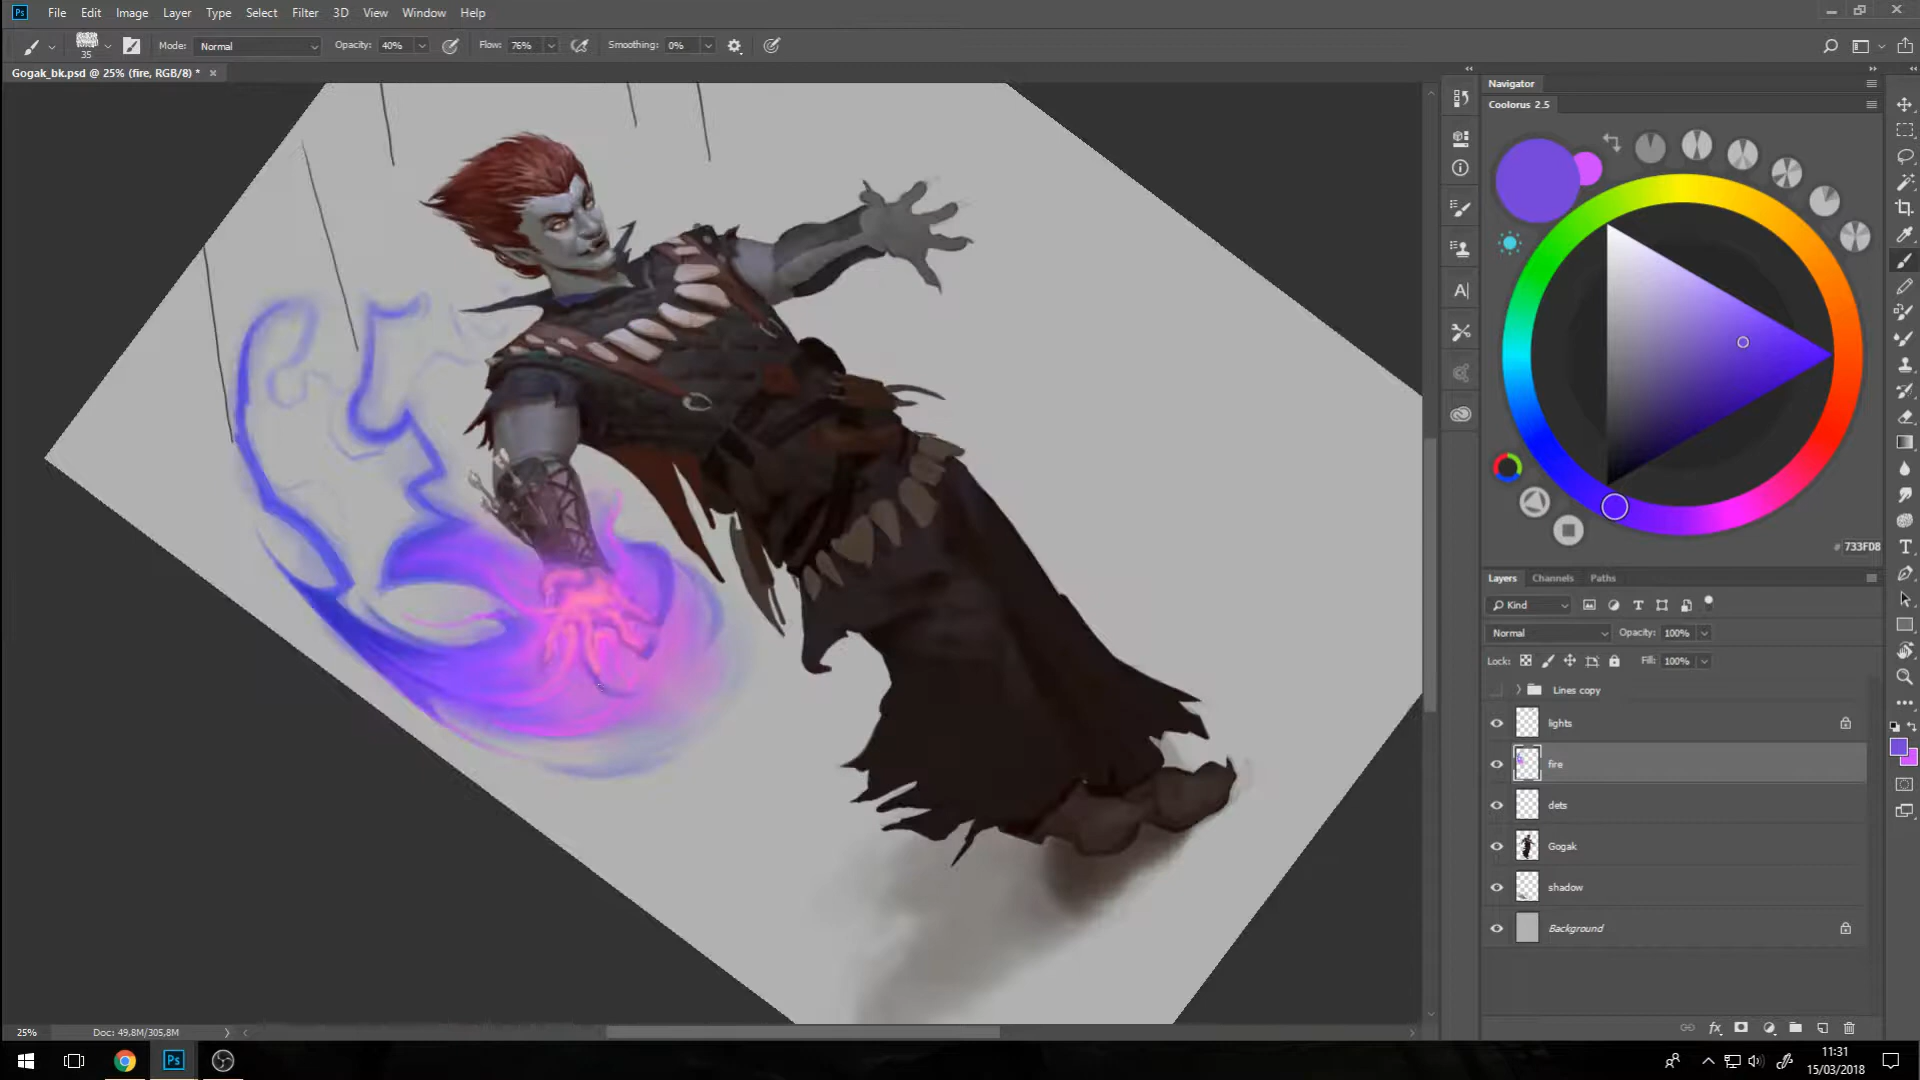 Ps File Edit Image Layer Type Select Filter 3D View Window Help
35 Mode: Normal Opacity: 40% Flow: 76% Smoothing: 0%
Gogak_bk.psd @ 25% (fire, RGB/8) *
Navigator
Coolorus 2.5
# 733FD8
Layers Channels Paths
Kind
Normal Opacity: 100%
Lock: Fill: 100%
Lines copy
lights
fire
dets
Gogak
shadow
Background
25% Doc: 49,8M/305,8M
Ps
11:31
15/03/2018